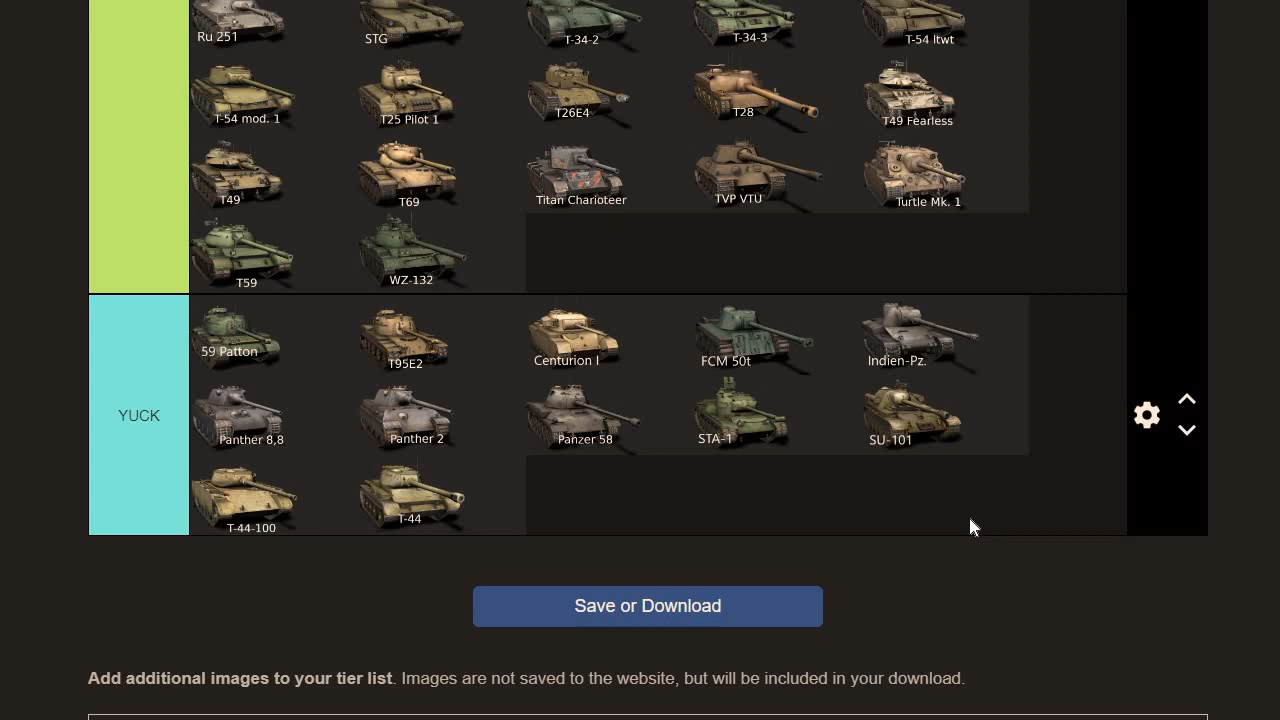 Ru 251 STG T-34-2 T-34-3 T-54 ltwt
T-54 mod. 1 T25 Pilot 1 T26E4 T28 T49 Fearless
T49 T69 Titan Charioteer TVP VTU Turtle Mk. 1
T59 WZ-132
59 Patton T95E2 Centurion I FCM 50t Indien-Pz.
YUCK
Panther 8,8 Panther 2 Panzer 58 STA-1 SU-101
T-44-100 T-44
Save or Download
Add additional images to your tier list. Images are not saved to the website, but will be included in your download.